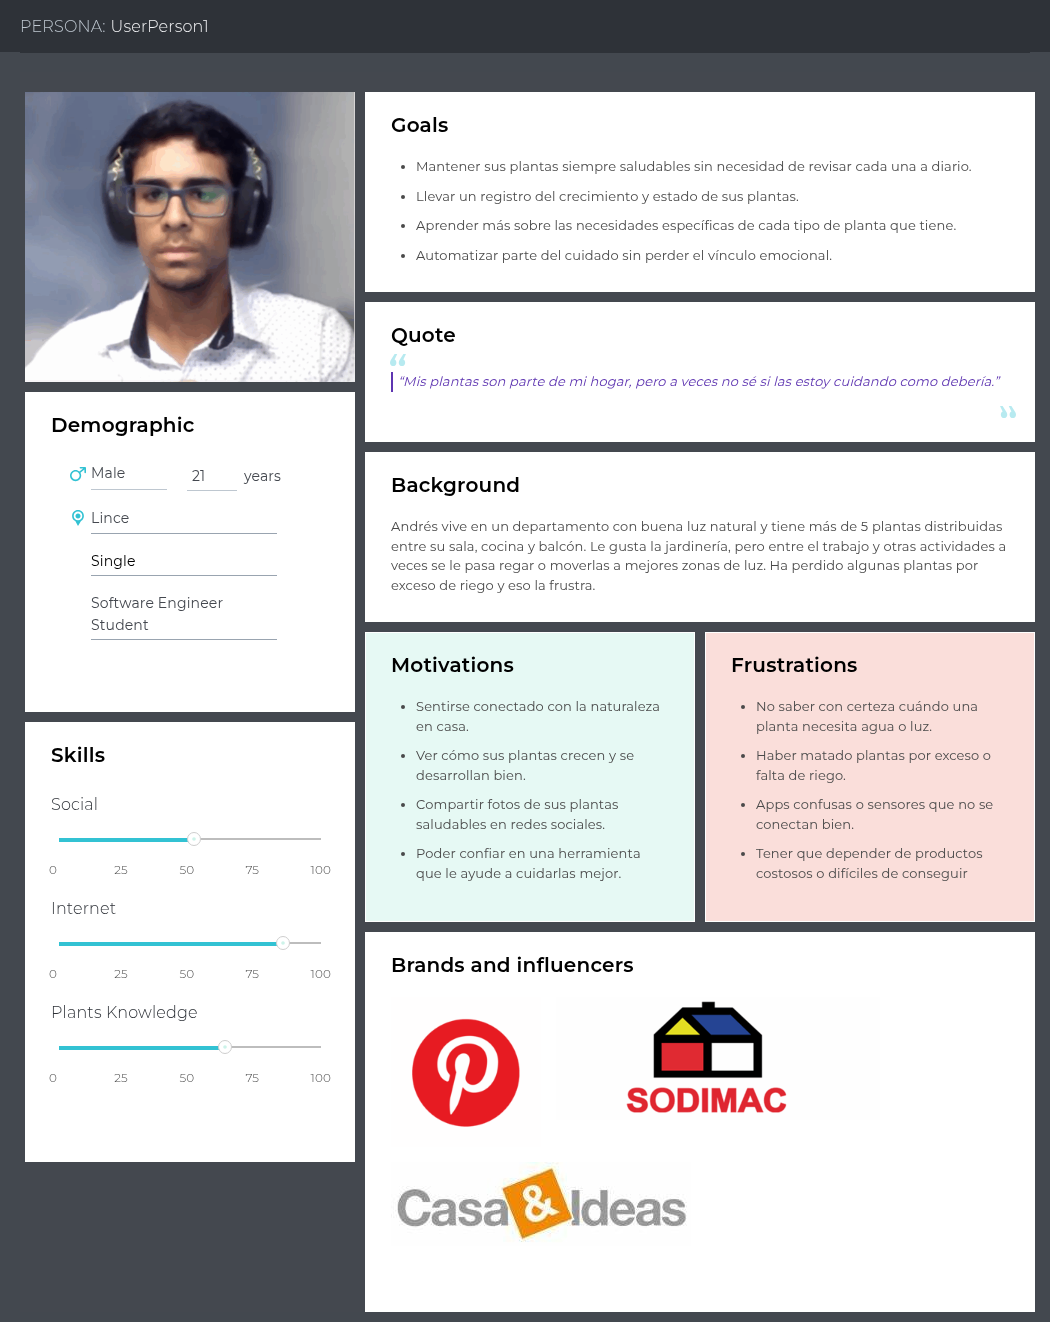 PERSONA: UserPerson1
Demographic
Male 21 years
Lince
Single
Software Engineer
Student
Skills
Social
0 25 50 75 100
Internet
0 25 50 75 100
Plants Knowledge
0 25 50 75 100
Goals
• Mantener sus plantas siempre saludables sin necesidad de revisar cada una a diario.
• Llevar un registro del crecimiento y estado de sus plantas.
• Aprender más sobre las necesidades específicas de cada tipo de planta que tiene.
• Automatizar parte del cuidado sin perder el vínculo emocional.
Quote
“
“Mis plantas son parte de mi hogar, pero a veces no sé si las estoy cuidando como debería.”
”
Background
Andrés vive en un departamento con buena luz natural y tiene más de 5 plantas distribuidas
entre su sala, cocina y balcón. Le gusta la jardinería, pero entre el trabajo y otras actividades a
veces se le pasa regar o moverlas a mejores zonas de luz. Ha perdido algunas plantas por
exceso de riego y eso la frustra.
Motivations
• Sentirse conectado con la naturaleza
en casa.
• Ver cómo sus plantas crecen y se
desarrollan bien.
• Compartir fotos de sus plantas
saludables en redes sociales.
• Poder confiar en una herramienta
que le ayude a cuidarlas mejor.
Frustrations
• No saber con certeza cuándo una
planta necesita agua o luz.
• Haber matado plantas por exceso o
falta de riego.
• Apps confusas o sensores que no se
conectan bien.
• Tener que depender de productos
costosos o difíciles de conseguir
Brands and influencers
SODIMAC
Casa&Ideas